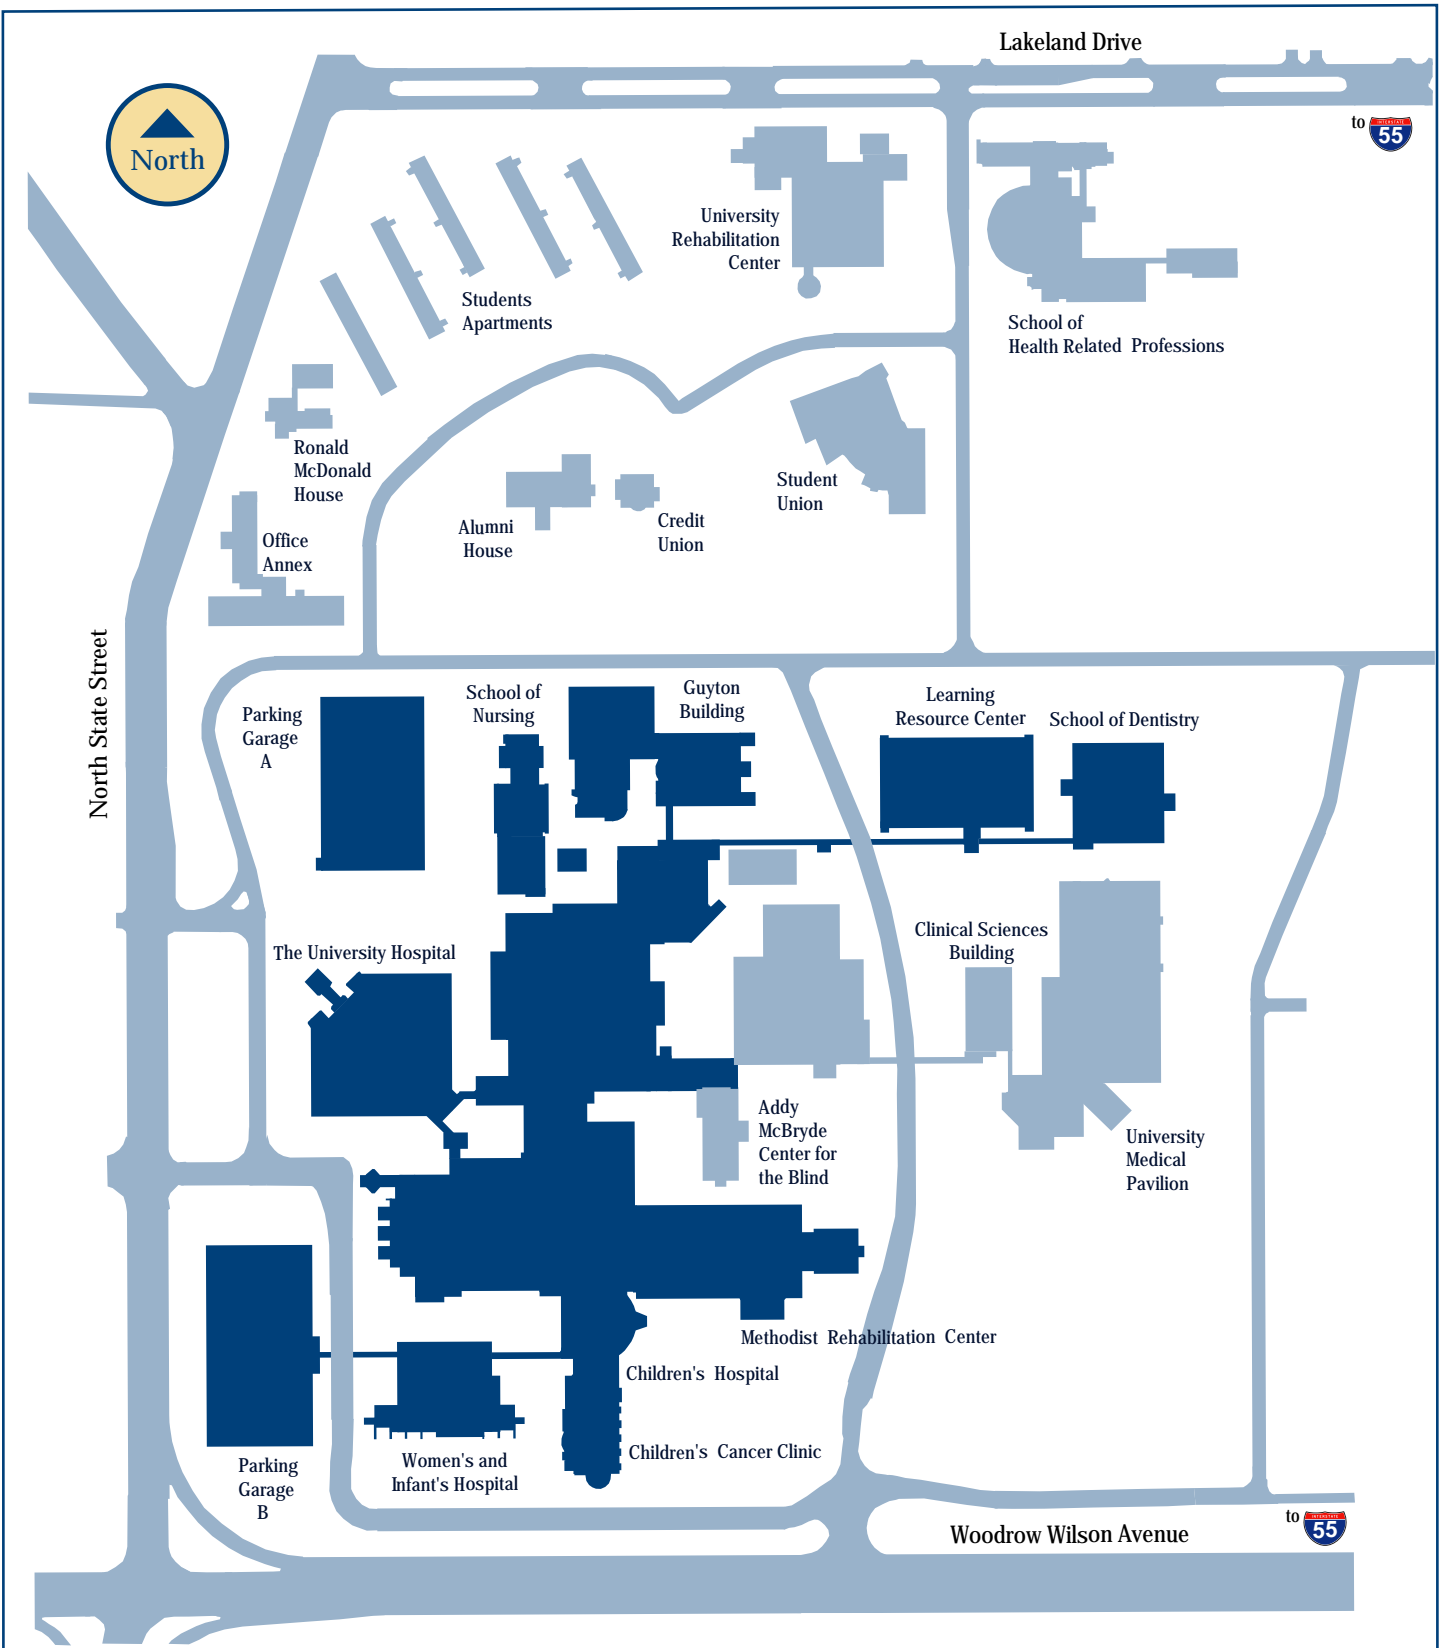 Lakeland Drive
to
INTERSTATE
55
North
University
Rehabilitation
Center
Students
Apartments
School of
Health Related Professions
Ronald
McDonald
House
Student
Union
Alumni
House
Credit
Union
Office
Annex
North State Street
School of
Nursing
Guyton
Building
Learning
Resource Center
School of Dentistry
Parking
Garage
A
The University Hospital
Clinical Sciences
Building
Addy
McBryde
Center for
the Blind
University
Medical
Pavilion
Methodist Rehabilitation Center
Children's Hospital
Children's Cancer Clinic
Women's and
Infant's Hospital
Parking
Garage
B
Woodrow Wilson Avenue
to
INTERSTATE
55